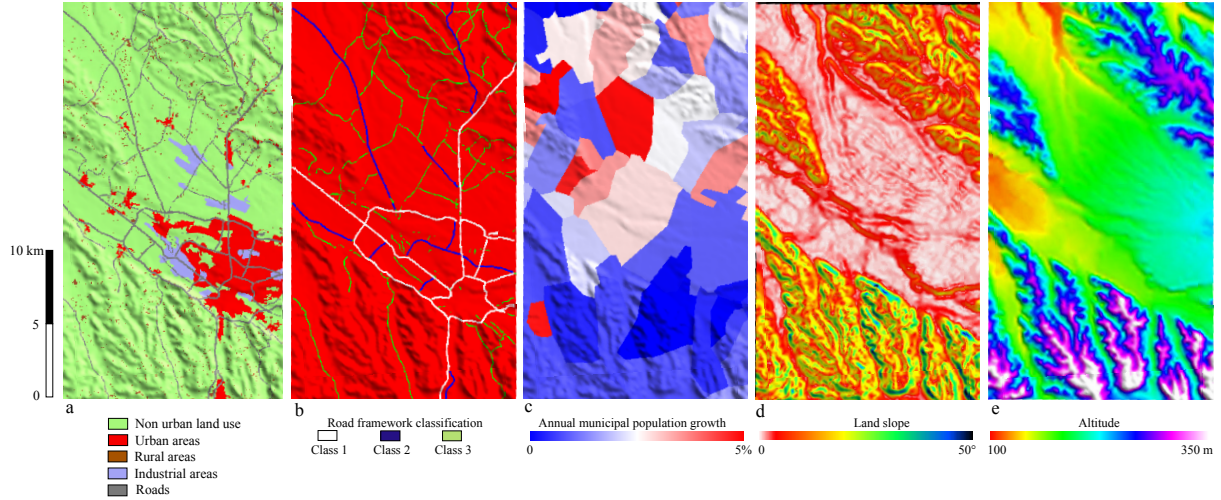 10 km
5
0
a
b
c
d
e
Non urban land use
Urban areas
Rural areas
Industrial areas
Roads
Road framework classification
Class 1
Class 2
Class 3
Annual municipal population growth
0
5%
Land slope
0
50°
Altitude
100
350 m